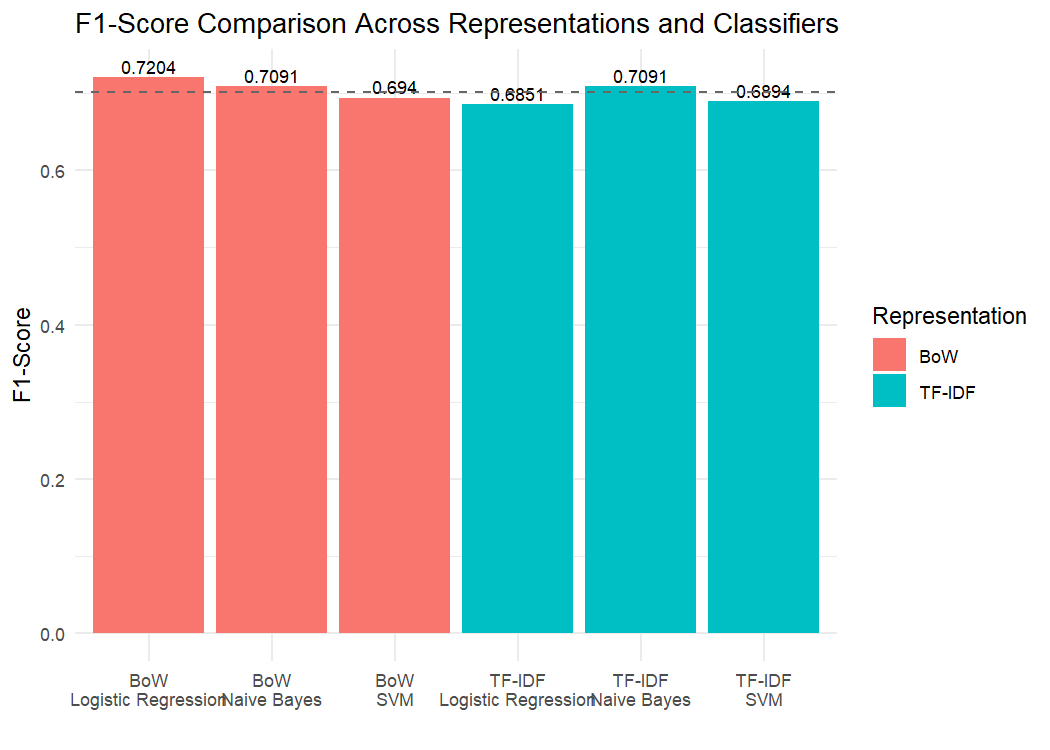 F1-Score Comparison Across Representations and Classifiers
0.7204
0.7091
0.694
0.6851
0.7091
0.6894
F1-Score
0.6
0.4
0.2
0.0
BoW
Logistic Regression
BoW
Naive Bayes
BoW
SVM
TF-IDF
Logistic Regression
TF-IDF
Naive Bayes
TF-IDF
SVM
Representation
BoW
TF-IDF